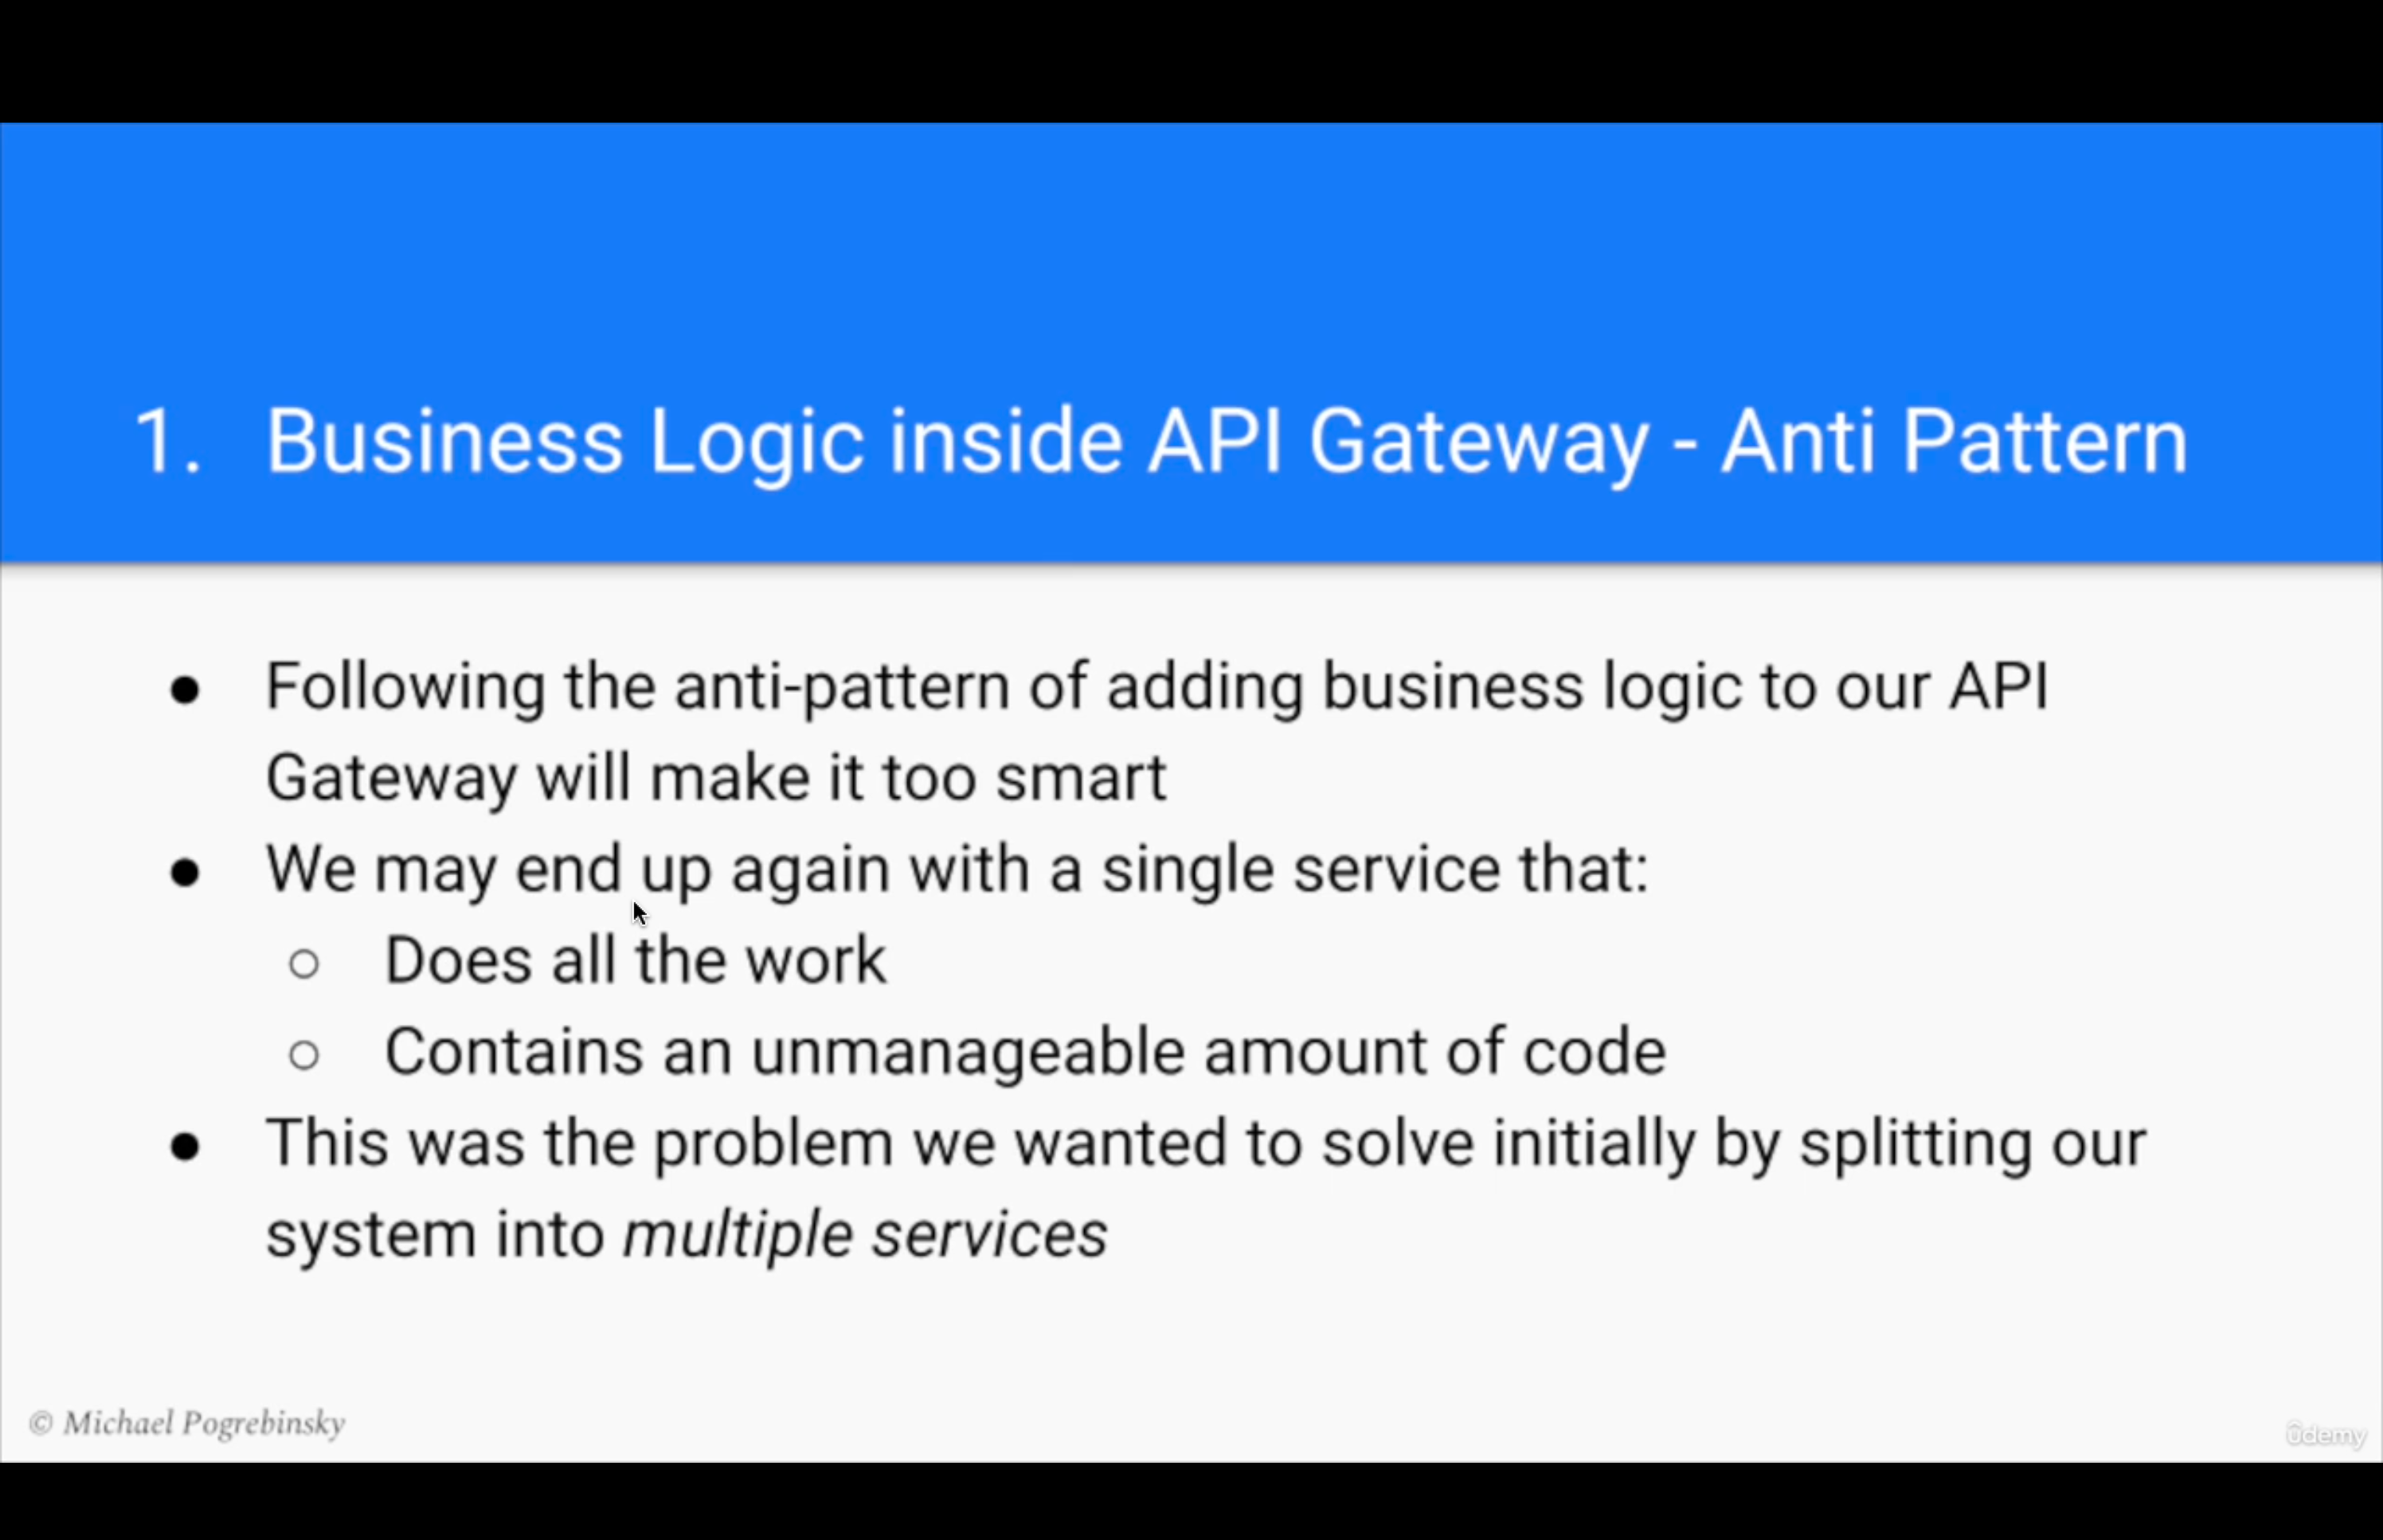 1. Business Logic inside API Gateway - Anti Pattern
● Following the anti-pattern of adding business logic to our API
Gateway will make it too smart
● We may end up again with a single service that:
○ Does all the work
○ Contains an unmanageable amount of code
● This was the problem we wanted to solve initially by splitting our
system into multiple services
© Michael Pogrebinsky
ûdemy